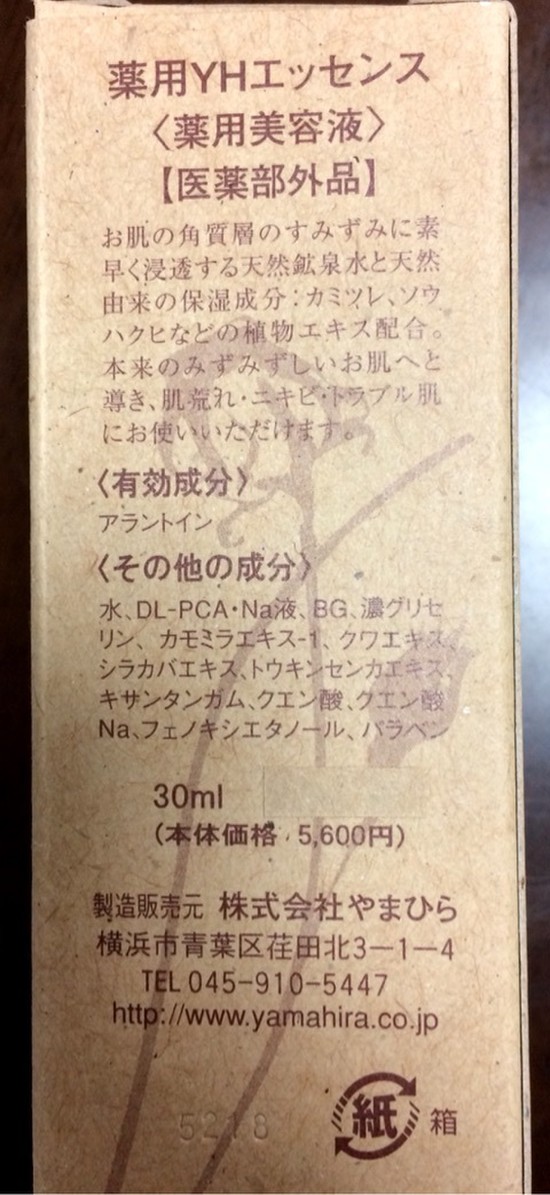 薬用YHエッセンス
〈薬用美容液〉
【医薬部外品】
お肌の角質層のすみずみに素
早く浸透する天然鉱泉水と天然
由来の保湿成分：カミツレ、ソウ
ハクヒなどの植物エキス配合。
本来のみずみずしいお肌へと
導き、肌荒れ・ニキビ・トラブル肌
にお使いいただけます。
〈有効成分〉
アラントイン
〈その他の成分〉
水、DL-PCA・Na液、BG、濃グリセ
リン、カモミラエキス-1、クワエキス、
シラカバエキス、トウキンセンカエキス、
キサンタンガム、クエン酸、クエン酸
Na、フェノキシエタノール、パラベン
30ml
（本体価格 5,600円）
製造販売元 株式会社やまひら
横浜市青葉区荏田北3－1－4
TEL 045-910-5447
http://www.yamahira.co.jp
5218
紙 箱